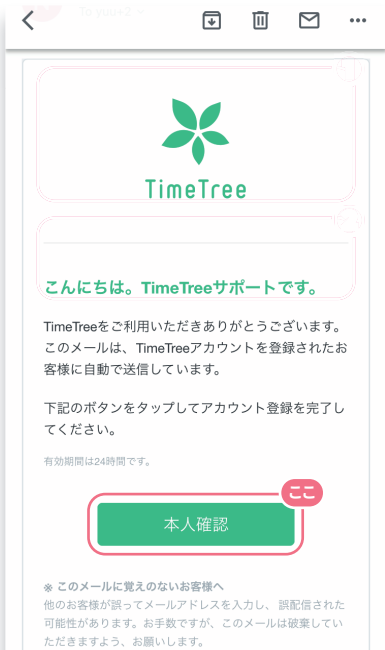 To you+2
TimeTree
こんにちは。TimeTreeサポートです。
TimeTreeをご利用いただきありがとうございます。
このメールは、TimeTreeアカウントを登録されたお
客様に自動で送信しています。
下記のボタンをタップしてアカウント登録を完了し
てください。
有効期間は24時間です。
ここ
本人確認
※ このメールに覚えのないお客様へ
他のお客様が誤ってメールアドレスを入力し、誤配信された
可能性があります。お手数ですが、このメールは破棄してい
ただきますよう、お願いします。